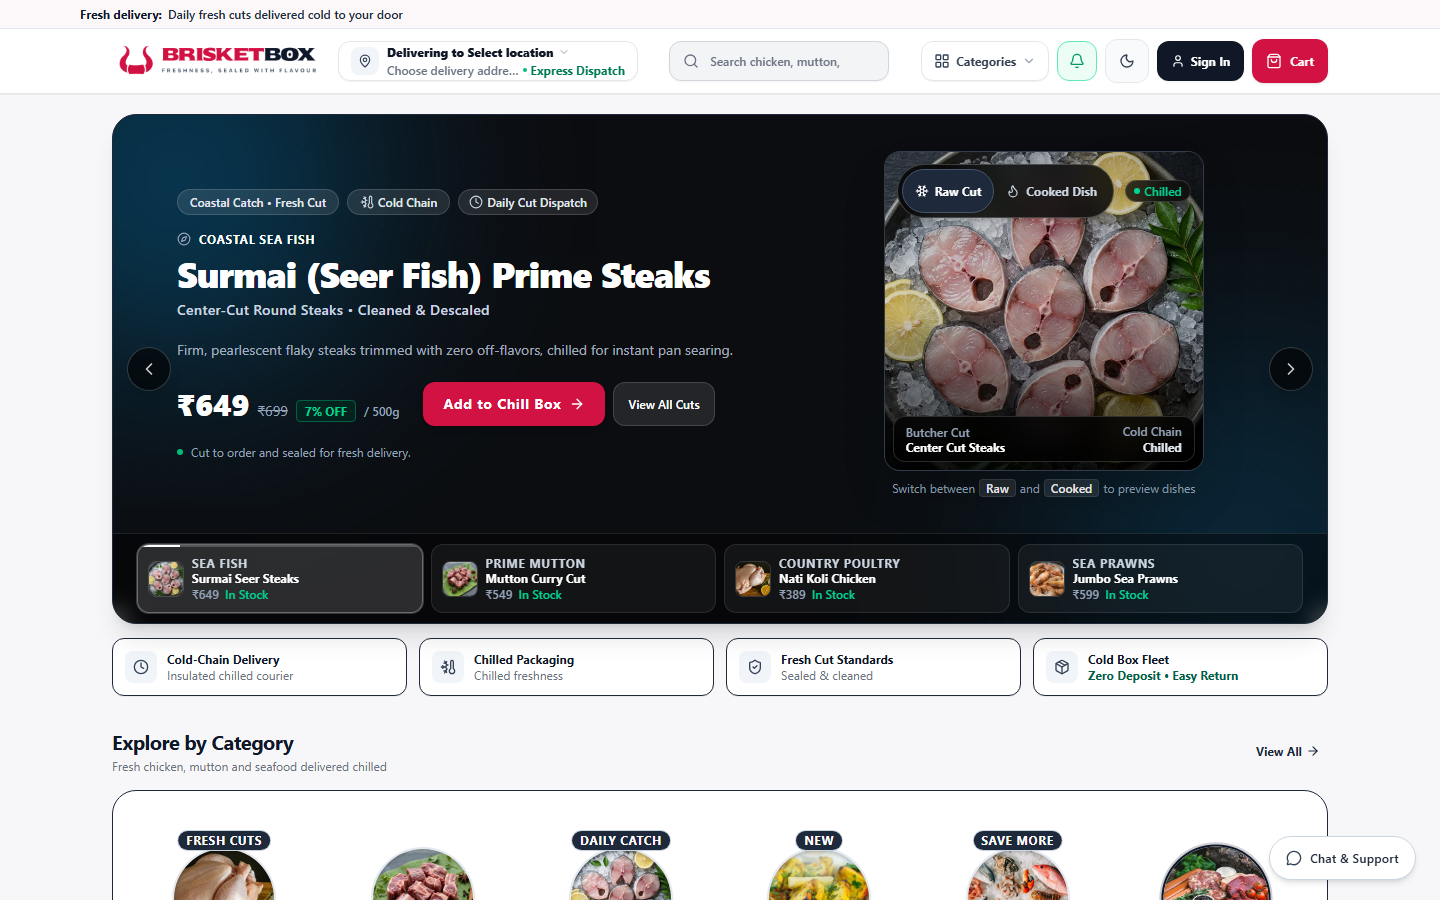 Fresh delivery: Daily fresh cuts delivered cold to your door
BRISKETBOX
FRESHNESS, SEALED WITH FLAVOUR
Delivering to Select location
Choose delivery addre... • Express Dispatch
Search chicken, mutton,
Categories
Sign In
Cart
Coastal Catch • Fresh Cut
Cold Chain
Daily Cut Dispatch
COASTAL SEA FISH
Surmai (Seer Fish) Prime Steaks
Center-Cut Round Steaks • Cleaned & Descaled
Firm, pearlescent flaky steaks trimmed with zero off-flavors, chilled for instant pan searing.
₹649 ₹699 7% OFF / 500g
Add to Chill Box
View All Cuts
Cut to order and sealed for fresh delivery.
Raw Cut
Cooked Dish
Chilled
Butcher Cut
Center Cut Steaks
Cold Chain
Chilled
Switch between Raw and Cooked to preview dishes
SEA FISH
Surmai Seer Steaks
₹649 In Stock
PRIME MUTTON
Mutton Curry Cut
₹549 In Stock
COUNTRY POULTRY
Nati Koli Chicken
₹389 In Stock
SEA PRAWNS
Jumbo Sea Prawns
₹599 In Stock
Cold-Chain Delivery
Insulated chilled courier
Chilled Packaging
Chilled freshness
Fresh Cut Standards
Sealed & cleaned
Cold Box Fleet
Zero Deposit • Easy Return
Explore by Category
Fresh chicken, mutton and seafood delivered chilled
View All
FRESH CUTS
DAILY CATCH
NEW
SAVE MORE
Chat & Support